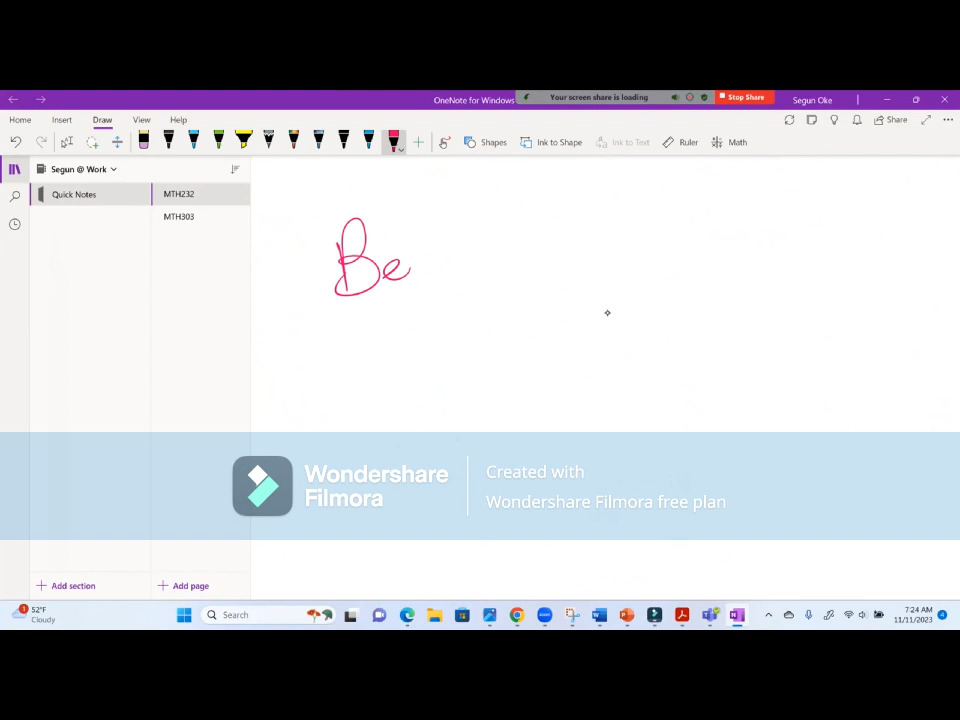 OneNote for Windows
Your screen share is loading
Stop Share
Segun Oke
Home Insert Draw View Help
Share
Shapes Ink to Shape Ink to Text Ruler Math
Segun @ Work
Quick Notes
MTH232
MTH303
Be
Wondershare
Filmora
Created with
Wondershare Filmora free plan
Add section
Add page
1
52°F
Cloudy
Search
7:24 AM
11/11/2023
4